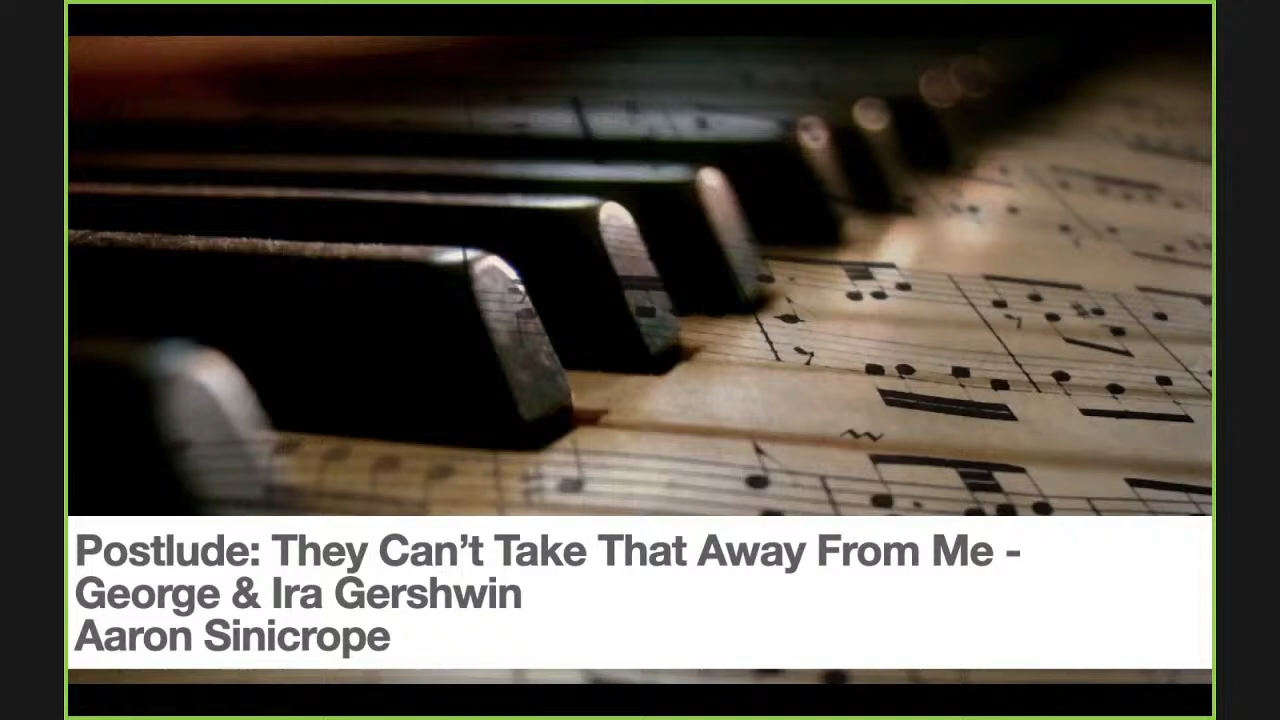 Postlude: They Can’t Take That Away From Me -
George & Ira Gershwin
Aaron Sinicrope